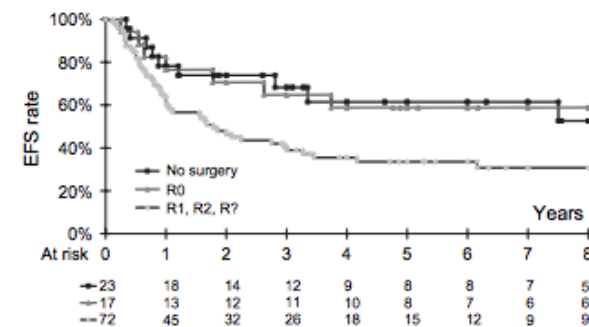 100%
80%
60%
40%
20%
0%
EFS rate
No surgery
R0
R1, R2, R?
Years
At risk 0 1 2 3 4 5 6 7 8
23 18 14 12 9 8 8 7 5
17 13 12 11 10 8 7 6 6
72 45 32 26 18 15 12 9 9